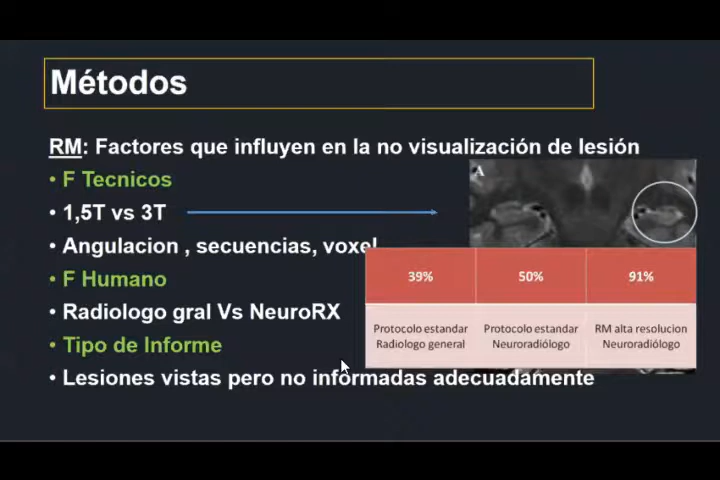 Métodos
RM: Factores que influyen en la no visualización de lesión
• F Tecnicos
• 1,5T vs 3T
• Angulacion , secuencias, voxel
• F Humano
• Radiologo gral Vs NeuroRX
• Tipo de Informe
• Lesiones vistas pero no informadas adecuadamente
A
39% 50% 91%
Protocolo estandar Protocolo estandar RM alta resolucion
Radiologo general Neuroradiólogo Neuroradiólogo